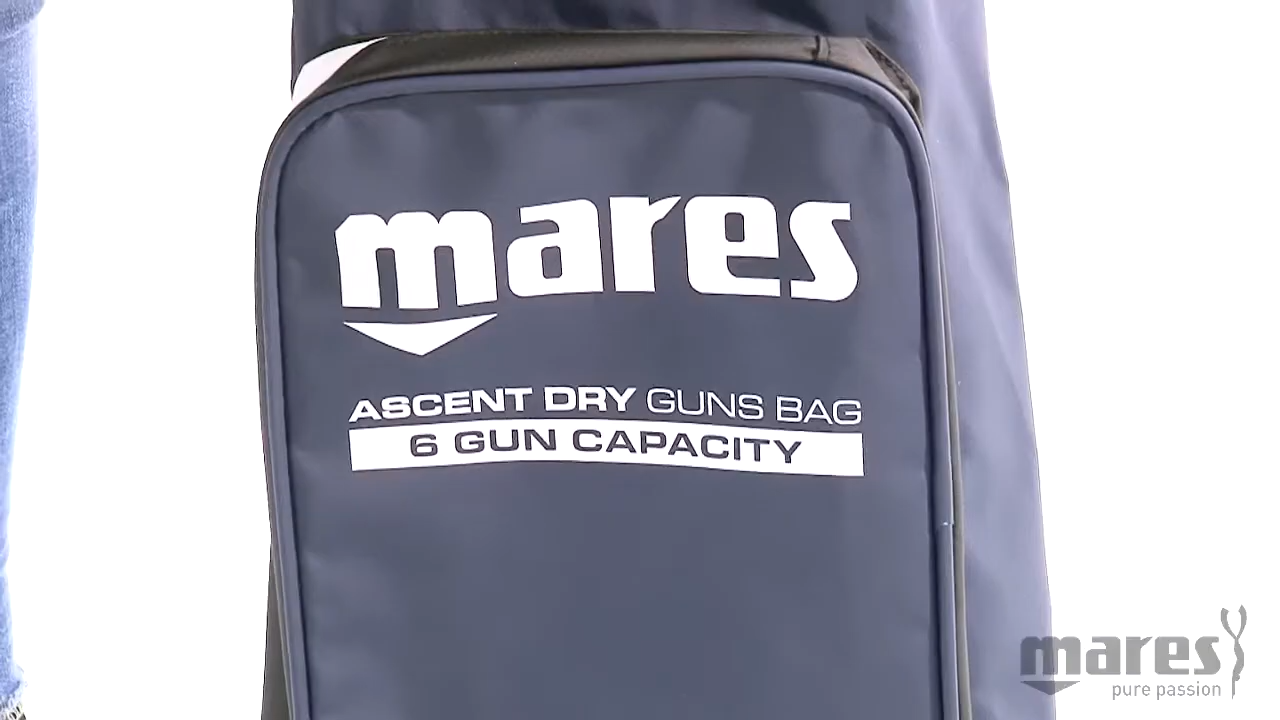 mares
ASCENT DRY GUNS BAG
6 GUN CAPACITY
mares
pure passion